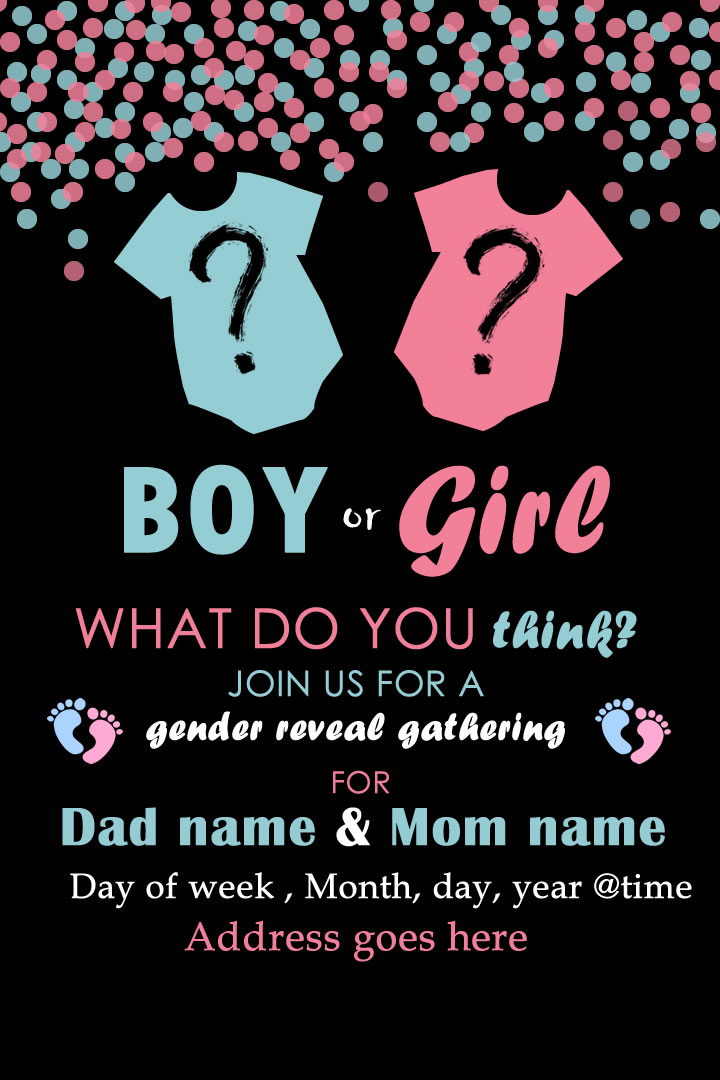 ? ?
BOY or Girl
WHAT DO YOU think?
JOIN US FOR A
gender reveal gathering
FOR
Dad name & Mom name
Day of week , Month, day, year @time
Address goes here